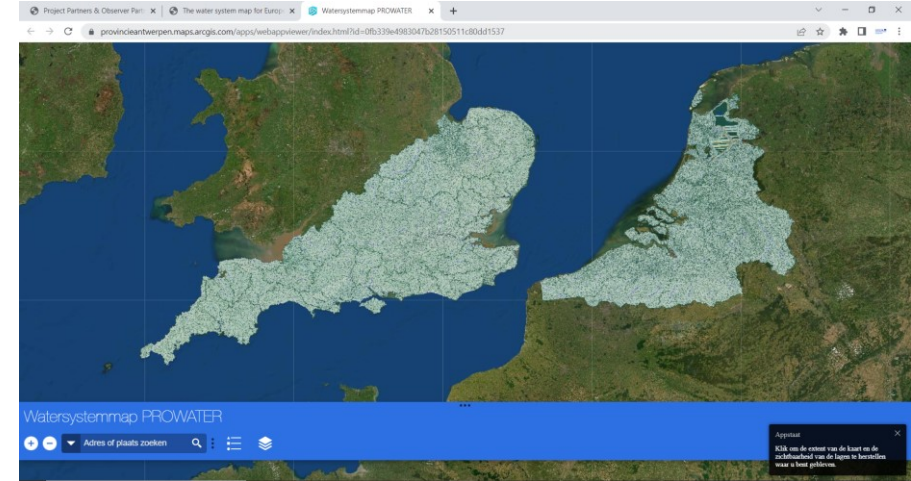 Project Partners & Observer Part
The water system map for Europ
Watersystemmap PROWATER
provincieantwerpen.maps.arcgis.com/apps/webappviewer/index.html?id=0fb339e4983047b28150511c80dd1537
Watersystemmap PROWATER
Adres of plaats zoeken
Appstaat
Klik om de extent van de kaart en de
zichtbaarheid van de lagen te herstellen
waar u bent gebleven.